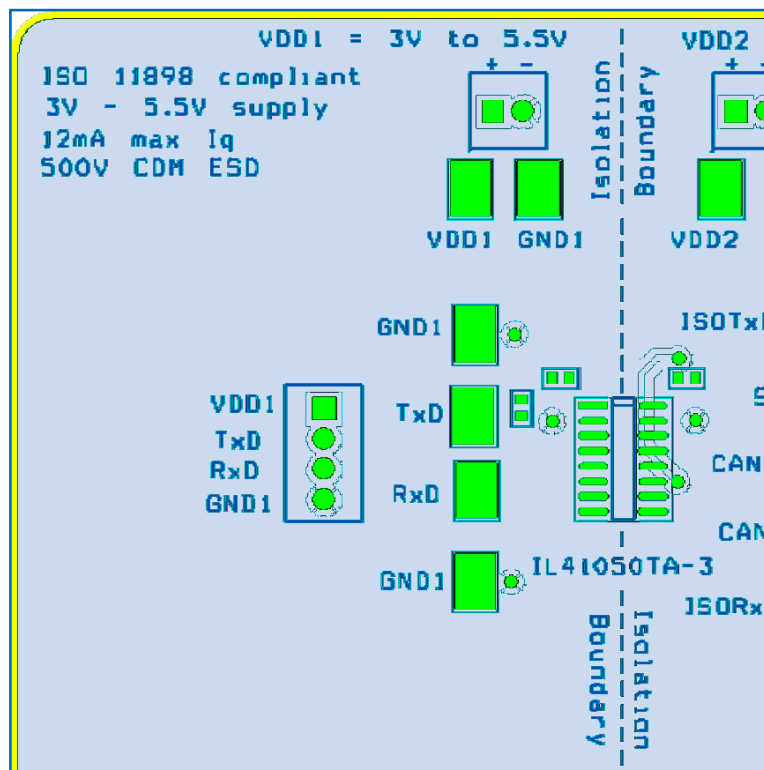 VDD1 = 3V to 5.5V
VDD2
ISO 11898 compliant
3V - 5.5V supply
12mA max Iq
500V CDM ESD
+ -
+ -
Isolation
Boundary
VDD1 GND1
VDD2
GND1
ISOTx
VDD1
TxD
RxD
GND1
TxD
RxD
CAN
CAN
GND1
IL41050TA-3
ISORx
Isolation
Boundary